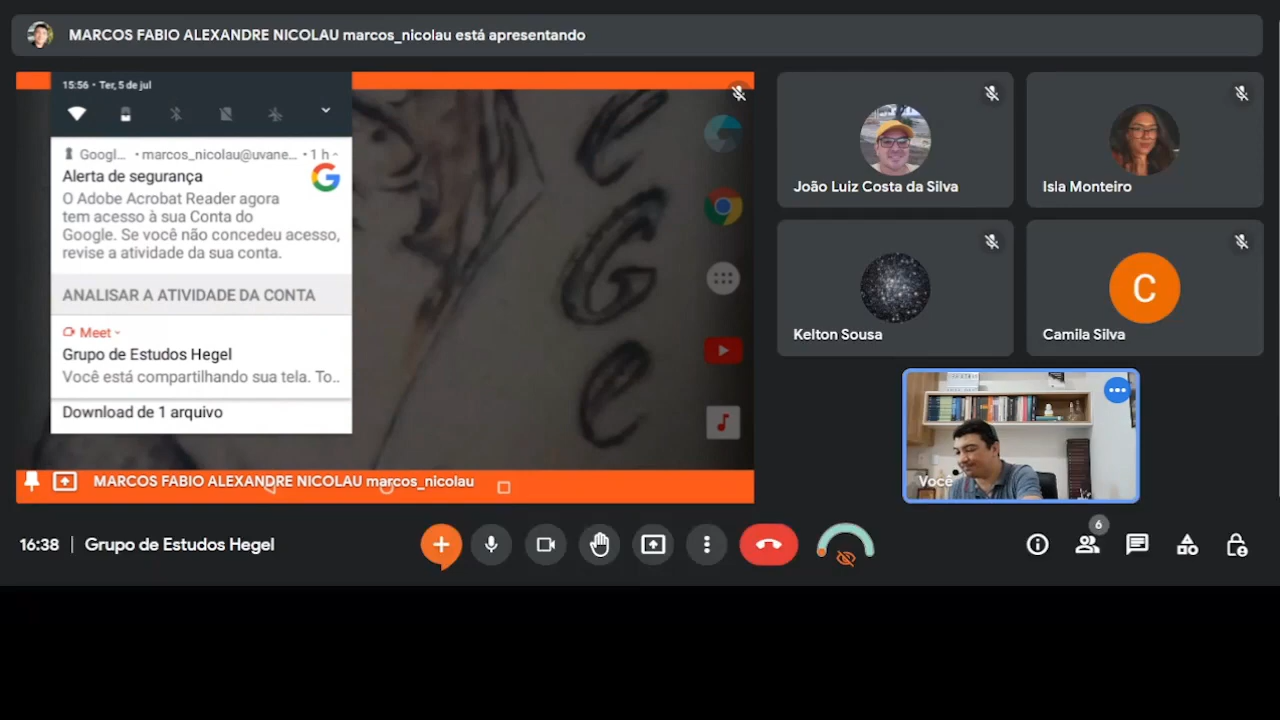 MARCOS FABIO ALEXANDRE NICOLAU marcos_nicolau está apresentando
15:56 • Ter, 5 de jul
Googl... • marcos_nicolau@uvane... • 1 h
Alerta de segurança
O Adobe Acrobat Reader agora
tem acesso à sua Conta do
Google. Se você não concedeu acesso,
revise a atividade da sua conta.
ANALISAR A ATIVIDADE DA CONTA
Meet
Grupo de Estudos Hegel
Você está compartilhando sua tela. To..
Download de 1 arquivo
e
G
e
MARCOS FABIO ALEXANDRE NICOLAU marcos_nicolau
João Luiz Costa da Silva
Isla Monteiro
Kelton Sousa
C
Camila Silva
Você
16:38 | Grupo de Estudos Hegel
6